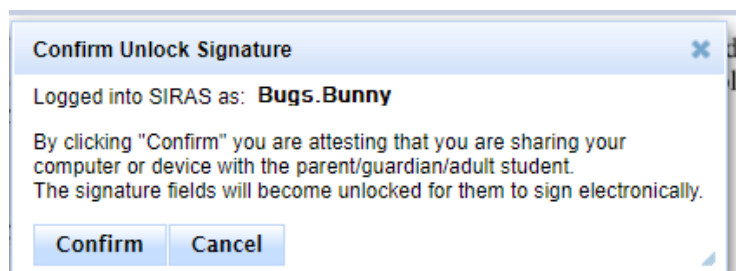 Confirm Unlock Signature
Logged into SIRAS as: Bugs.Bunny
By clicking "Confirm" you are attesting that you are sharing your
computer or device with the parent/guardian/adult student.
The signature fields will become unlocked for them to sign electronically.
Confirm Cancel